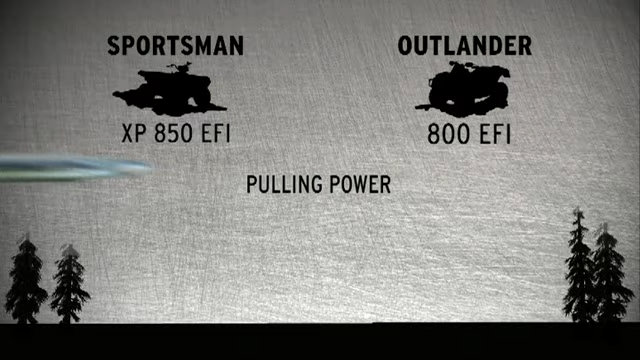 SPORTSMAN
XP 850 EFI
OUTLANDER
800 EFI
PULLING POWER